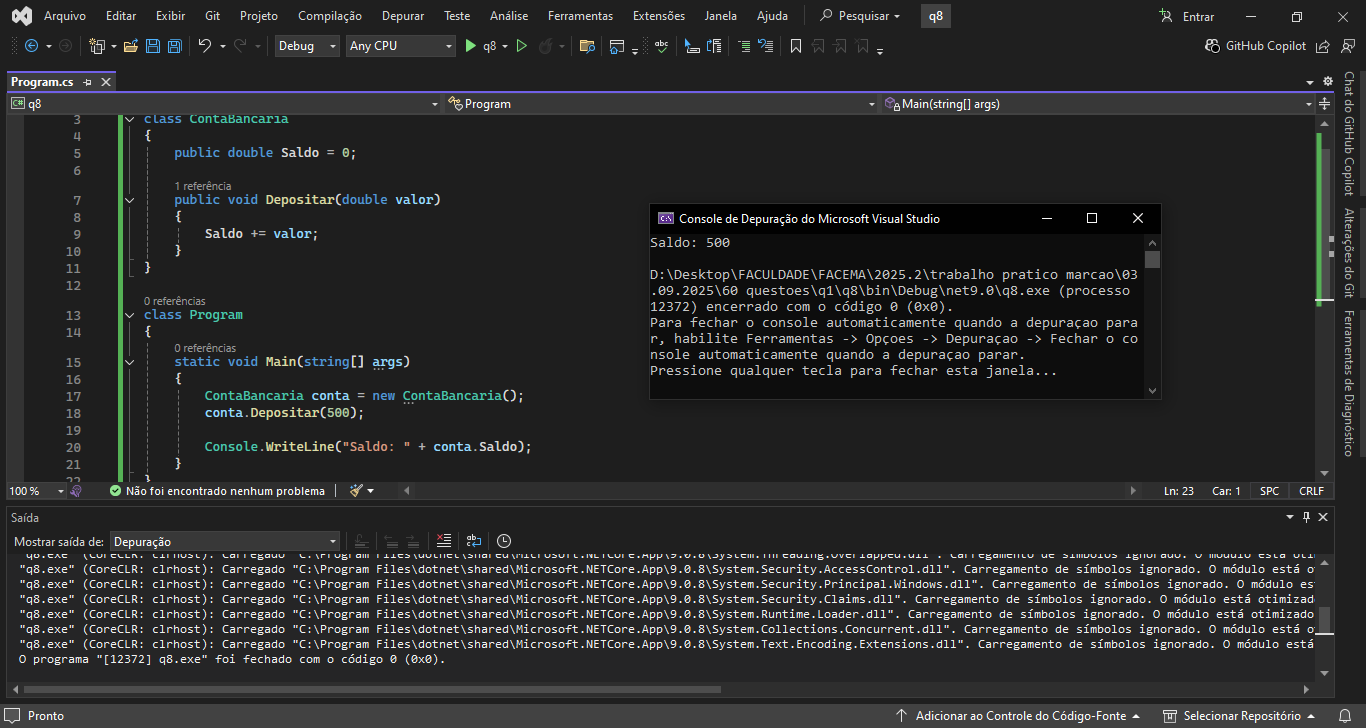 Arquivo Editar Exibir Git Projeto Compilação Depurar Teste Análise Ferramentas Extensões Janela Ajuda Pesquisar q8 Entrar
Debug Any CPU q8 GitHub Copilot
Program.cs
C# q8 Program Main(string[] args)
3 class ContaBancaria
4 {
5 public double Saldo = 0;
6
1 referência
7 public void Depositar(double valor)
8 {
9 Saldo += valor;
10 }
11 }
12
0 referências
13 class Program
14 {
0 referências
15 static void Main(string[] args)
16 {
17 ContaBancaria conta = new ContaBancaria();
18 conta.Depositar(500);
19
20 Console.WriteLine("Saldo: " + conta.Saldo);
21 }
22 }
Console de Depuração do Microsoft Visual Studio
Saldo: 500
D:\Desktop\FACULDADE\FACEMA\2025.2\trabalho pratico marcao\03
.09.2025\60 questoes\q1\q8\bin\Debug\net9.0\q8.exe (processo
12372) encerrado com o código 0 (0x0).
Para fechar o console automaticamente quando a depuraçao para
r, habilite Ferramentas -> Opçoes -> Depuraçao -> Fechar o co
nsole automaticamente quando a depuraçao parar.
Pressione qualquer tecla para fechar esta janela...
Chat do GitHub Copilot
Alterações do Git
Ferramentas de Diagnóstico
100 % Não foi encontrado nenhum problema Ln: 23 Car: 1 SPC CRLF
Saída
Mostrar saída de: Depuração
"q8.exe" (CoreCLR: clrhost): Carregado "C:\Program Files\dotnet\shared\Microsoft.NETCore.App\9.0.8\System.Threading.Overlapped.dll". Carregamento de símbolos ignorado. O módulo está oti
"q8.exe" (CoreCLR: clrhost): Carregado "C:\Program Files\dotnet\shared\Microsoft.NETCore.App\9.0.8\System.Security.AccessControl.dll". Carregamento de símbolos ignorado. O módulo está o
"q8.exe" (CoreCLR: clrhost): Carregado "C:\Program Files\dotnet\shared\Microsoft.NETCore.App\9.0.8\System.Security.Principal.Windows.dll". Carregamento de símbolos ignorado. O módulo es
"q8.exe" (CoreCLR: clrhost): Carregado "C:\Program Files\dotnet\shared\Microsoft.NETCore.App\9.0.8\System.Security.Claims.dll". Carregamento de símbolos ignorado. O módulo está otimizad
"q8.exe" (CoreCLR: clrhost): Carregado "C:\Program Files\dotnet\shared\Microsoft.NETCore.App\9.0.8\System.Runtime.Loader.dll". Carregamento de símbolos ignorado. O módulo está otimizado
"q8.exe" (CoreCLR: clrhost): Carregado "C:\Program Files\dotnet\shared\Microsoft.NETCore.App\9.0.8\System.Collections.Concurrent.dll". Carregamento de símbolos ignorado. O módulo está o
"q8.exe" (CoreCLR: clrhost): Carregado "C:\Program Files\dotnet\shared\Microsoft.NETCore.App\9.0.8\System.Text.Encoding.Extensions.dll". Carregamento de símbolos ignorado. O módulo está
O programa "[12372] q8.exe" foi fechado com o código 0 (0x0).
Pronto Adicionar ao Controle do Código-Fonte Selecionar Repositório